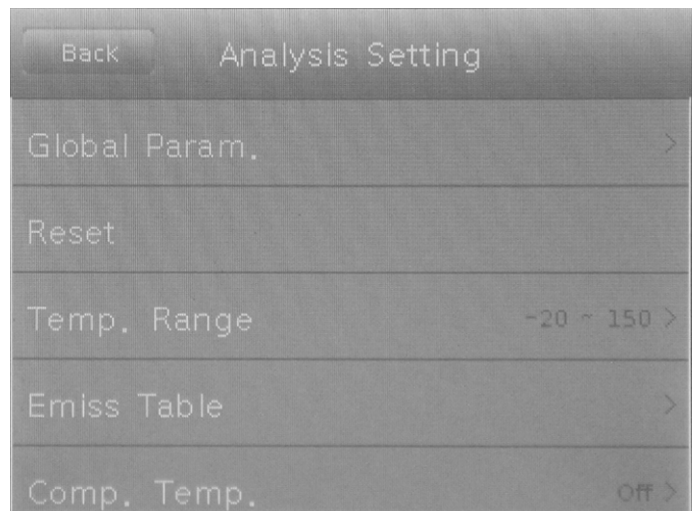 Back Analysis Setting
Global Param. >
Reset
Temp. Range -20 ~ 150 >
Emiss Table >
Comp. Temp. Off >